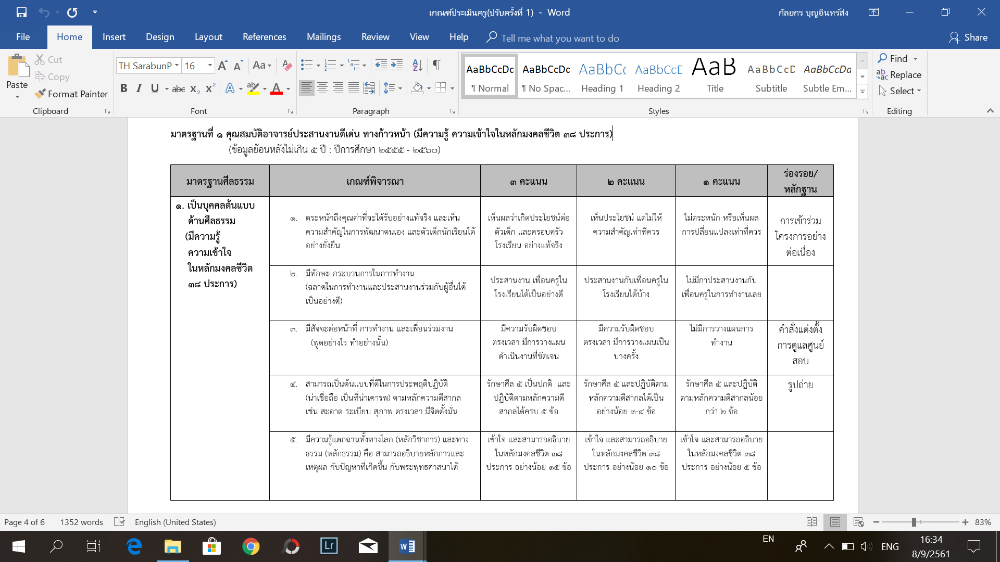 เกณฑ์ประเมินครู(ปรับครั้งที่ 1) - Word
กัลยกร บุญอินทร์ส่ง
File Home Insert Design Layout References Mailings Review View Help Tell me what you want to do Share
Paste
Cut
Copy
Format Painter
Clipboard
TH SarabunP 16
Font
Paragraph
AaBbCcDc AaBbCcDc AaBbCc AaBbCcD AaB AaBbCcD AaBbCcDa
¶ Normal ¶ No Spac... Heading 1 Heading 2 Title Subtitle Subtle Em...
Styles
Find
Replace
Select
Editing
มาตรฐานที่ ๑ คุณสมบัติอาจารย์ประสานงานดีเด่น ทางก้าวหน้า (มีความรู้ ความเข้าใจในหลักมงคลชีวิต ๓๘ ประการ)
(ข้อมูลย้อนหลังไม่เกิน ๕ ปี : ปีการศึกษา ๒๕๕๕ - ๒๕๖๐)
มาตรฐานศีลธรรม
เกณฑ์พิจารณา
๓ คะแนน
๒ คะแนน
๑ คะแนน
ร่องรอย/
หลักฐาน
๑. เป็นบุคคลต้นแบบ
ด้านศีลธรรม
(มีความรู้
ความเข้าใจ
ในหลักมงคลชีวิต
๓๘ ประการ)
๑. ตระหนักถึงคุณค่าที่จะได้รับอย่างแท้จริง และเห็น
ความสำคัญในการพัฒนาตนเอง และตัวเด็กนักเรียนได้
อย่างยั่งยืน
เห็นผลว่าเกิดประโยชน์ต่อ
ตัวเด็ก และครอบครัว
โรงเรียน อย่างแท้จริง
เห็นประโยชน์ แต่ไม่ให้
ความสำคัญเท่าที่ควร
ไม่ตระหนัก หรือเห็นผล
การเปลี่ยนแปลงเท่าที่ควร
การเข้าร่วม
โครงการอย่าง
ต่อเนื่อง
๒. มีทักษะ กระบวนการในการทำงาน
(ฉลาดในการทำงานและประสานงานร่วมกับผู้อื่นได้
เป็นอย่างดี)
ประสานงาน เพื่อนครูใน
โรงเรียนได้เป็นอย่างดี
ประสานงานกับเพื่อนครูใน
โรงเรียนได้บ้าง
ไม่มีกาประสานงานกับ
เพื่อนครูในการทำงานเลย
๓. มีสัจจะต่อหน้าที่ การทำงาน และเพื่อนร่วมงาน
(พูดอย่างไร ทำอย่างนั้น)
มีความรับผิดชอบ
ตรงเวลา มีการวางแผน
ดำเนินงานที่ชัดเจน
มีความรับผิดชอบ
ตรงเวลา มีการวางแผนเป็น
บางครั้ง
ไม่มีการวางแผนการ
ทำงาน
คำสั่งแต่งตั้ง
การดูแลศูนย์
สอบ
๔. สามารถเป็นต้นแบบที่ดีในการประพฤติปฏิบัติ
(น่าเชื่อถือ เป็นที่น่าเคารพ) ตามหลักความดีสากล
เช่น สะอาด ระเบียบ สุภาพ ตรงเวลา มีจิตตั้งมั่น
รักษาศีล ๕ เป็นปกติ และ
ปฏิบัติตามหลักความดี
สากลได้ครบ ๕ ข้อ
รักษาศีล ๕ และปฏิบัติตาม
หลักความดีสากลได้เป็น
อย่างน้อย ๓-๔ ข้อ
รักษาศีล ๕ และปฏิบัติ
ตามหลักความดีสากลน้อย
กว่า ๒ ข้อ
รูปถ่าย
๕. มีความรู้แตกฉานทั้งทางโลก (หลักวิชาการ) และทาง
ธรรม (หลักธรรม) คือ สามารถอธิบายหลักการและ
เหตุผล กับปัญหาที่เกิดขึ้น กับพระพุทธศาสนาได้
เข้าใจ และสามารถอธิบาย
ในหลักมงคลชีวิต ๓๘
ประการ อย่างน้อย ๑๕ ข้อ
เข้าใจ และสามารถอธิบาย
ในหลักมงคลชีวิต ๓๘
ประการ อย่างน้อย ๑๐ ข้อ
เข้าใจ และสามารถอธิบาย
ในหลักมงคลชีวิต ๓๘
ประการ อย่างน้อย ๕ ข้อ
Page 4 of 6 1352 words English (United States) 83%
EN
ENG
16:34
8/9/2561